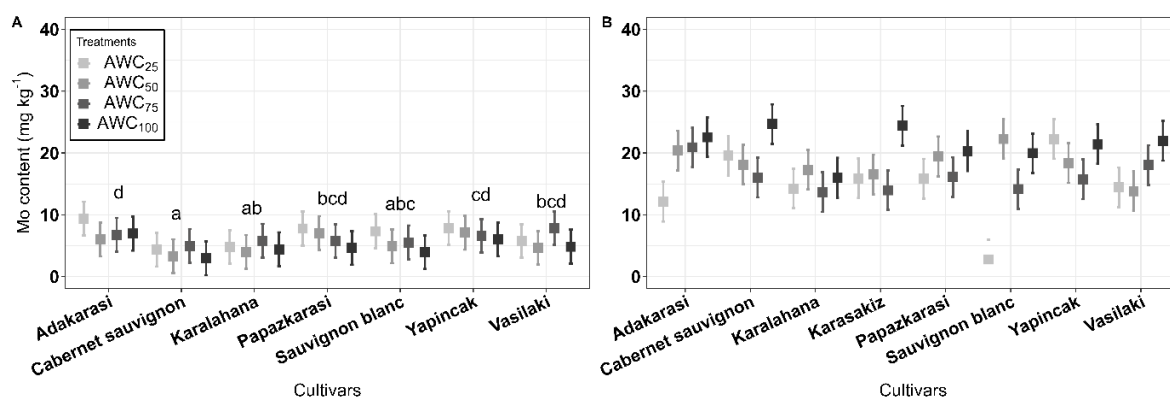 A
B
Mo content (mg kg⁻¹)
40
30
20
10
0
Treatments
AWC₂₅
AWC₅₀
AWC₇₅
AWC₁₀₀
d
a
ab
bcd
abc
cd
bcd
Adakarasi
Cabernet sauvignon
Karalahana
Papazkarasi
Sauvignon blanc
Yapincak
Vasilaki
Cultivars
40
30
20
10
0
Adakarasi
Cabernet sauvignon
Karalahana
Karasakiz
Papazkarasi
Sauvignon blanc
Yapincak
Vasilaki
Cultivars